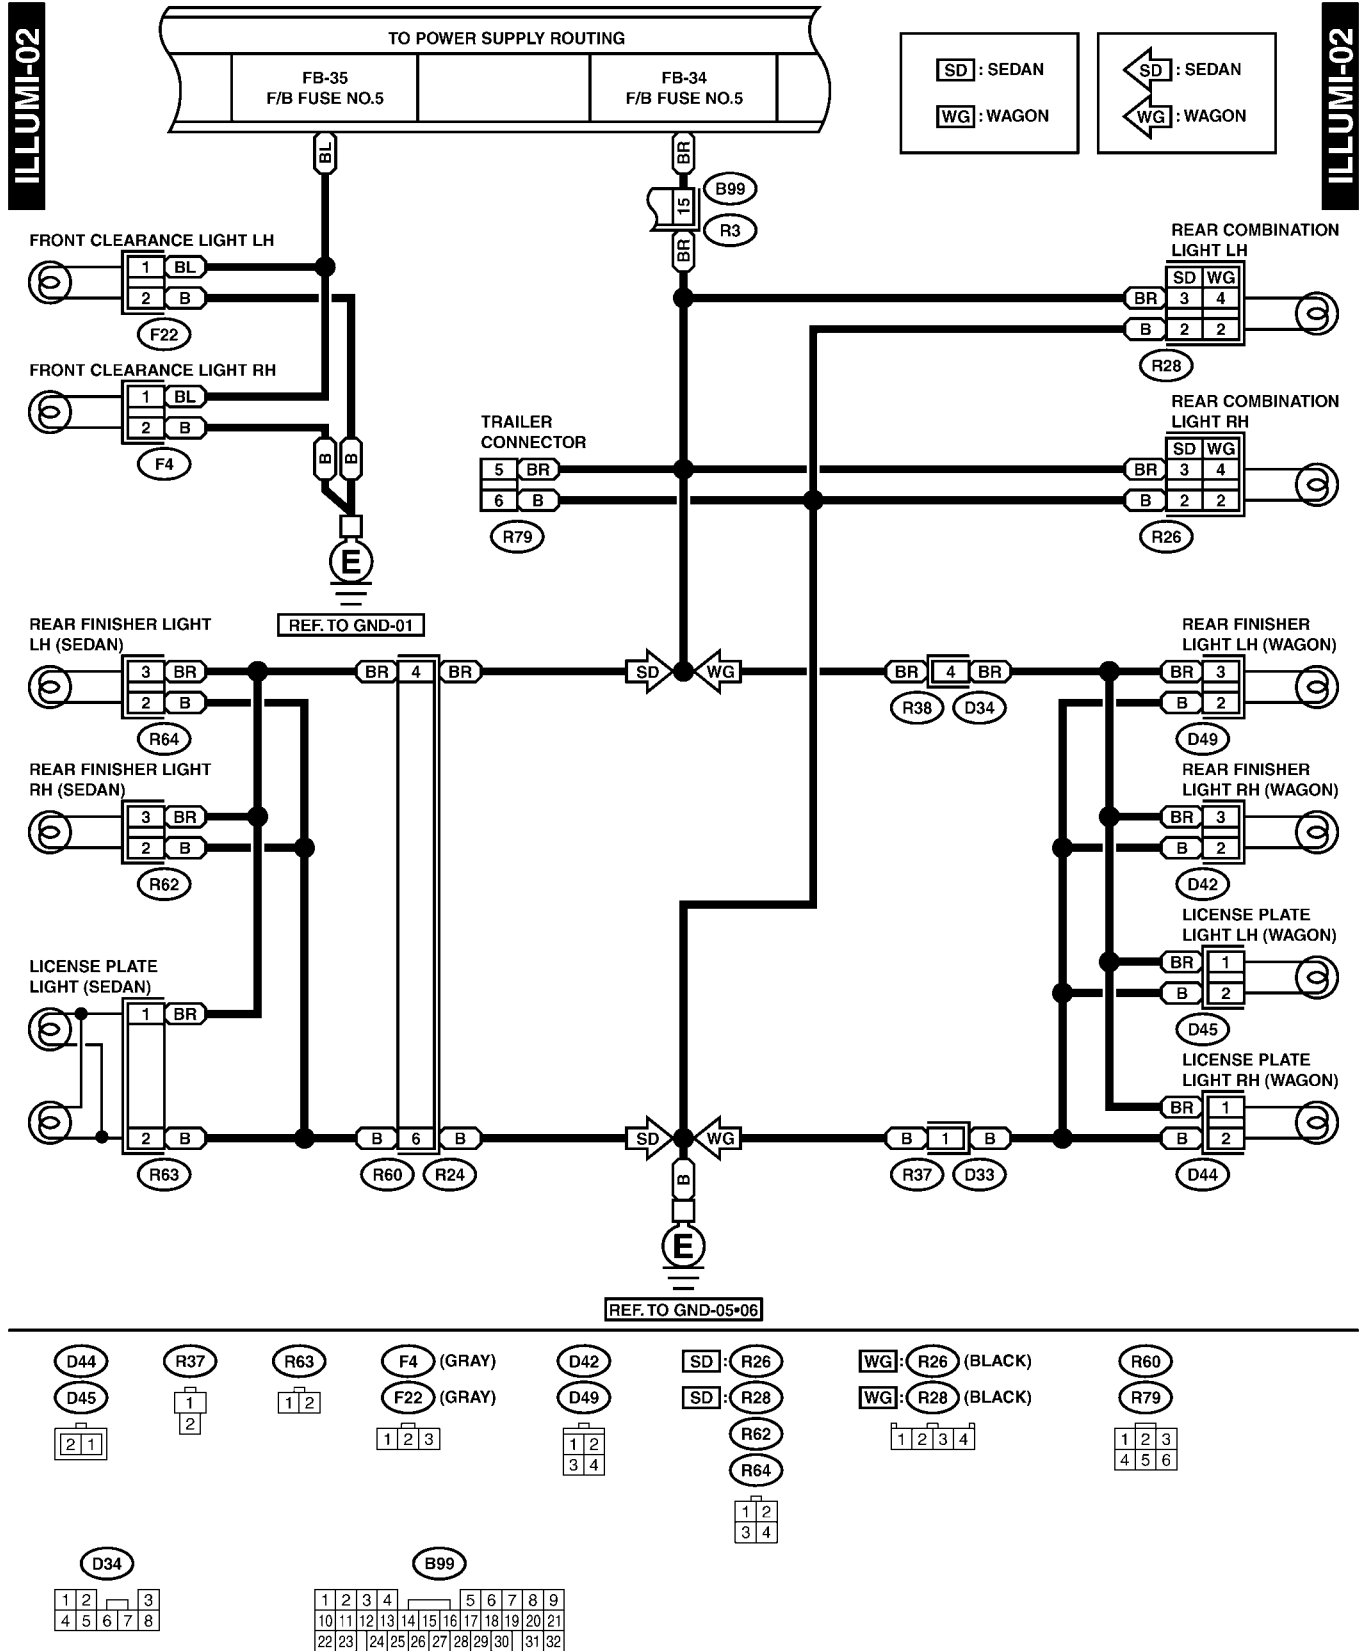 ILLUMI-02
ILLUMI-02
TO POWER SUPPLY ROUTING
FB-35
F/B FUSE NO.5
FB-34
F/B FUSE NO.5
SD : SEDAN
WG : WAGON
SD : SEDAN
WG : WAGON
BL
BR
15
B99
R3
BR
FRONT CLEARANCE LIGHT LH
1 BL
2 B
F22
FRONT CLEARANCE LIGHT RH
1 BL
2 B
F4
B B
E
REF. TO GND-01
TRAILER
CONNECTOR
5 BR
6 B
R79
REAR COMBINATION
LIGHT LH
SD WG
BR 3 4
B 2 2
R28
REAR COMBINATION
LIGHT RH
SD WG
BR 3 4
B 2 2
R26
REAR FINISHER LIGHT
LH (SEDAN)
3 BR
2 B
R64
REAR FINISHER LIGHT
RH (SEDAN)
3 BR
2 B
R62
LICENSE PLATE
LIGHT (SEDAN)
1 BR
2 B
R63
BR 4 BR
B 6 B
R60 R24
SD WG
SD WG
B
E
REF. TO GND-05•06
BR 4 BR
R38 D34
B 1 B
R37 D33
REAR FINISHER
LIGHT LH (WAGON)
BR 3
B 2
D49
REAR FINISHER
LIGHT RH (WAGON)
BR 3
B 2
D42
LICENSE PLATE
LIGHT LH (WAGON)
BR 1
B 2
D45
LICENSE PLATE
LIGHT RH (WAGON)
BR 1
B 2
D44
D44
D45
2 1
R37
1
2
R63
1 2
F4 (GRAY)
F22 (GRAY)
1 2 3
D42
D49
1 2
3 4
SD : R26
SD : R28
R62
R64
1 2
3 4
WG : R26 (BLACK)
WG : R28 (BLACK)
1 2 3 4
R60
R79
1 2 3
4 5 6
D34
1 2 3
4 5 6 7 8
B99
1 2 3 4 5 6 7 8 9
10 11 12 13 14 15 16 17 18 19 20 21
22 23 24 25 26 27 28 29 30 31 32